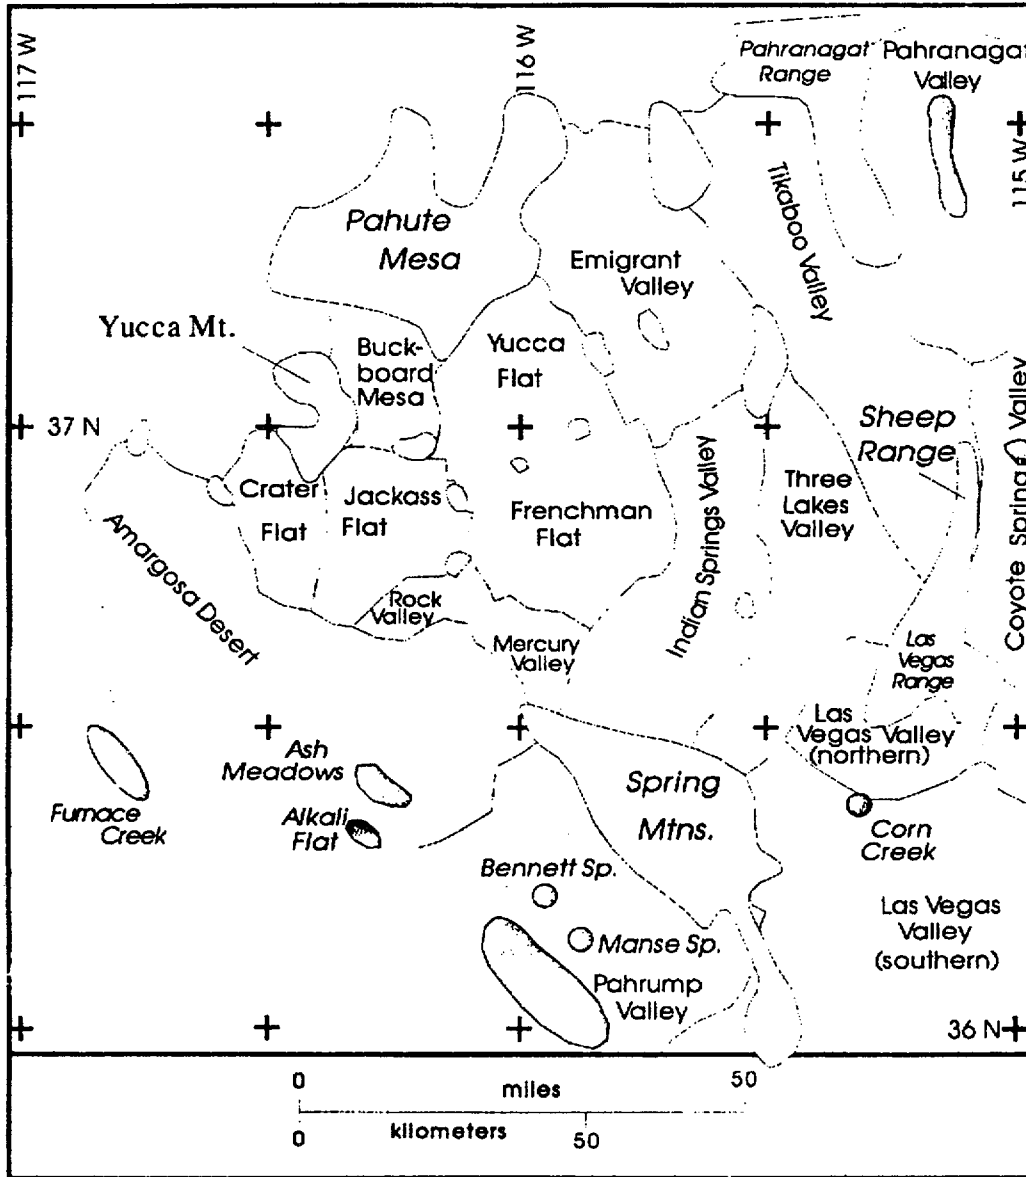 117 W
116 W
Pahranagat
Range
Pahranagat
Valley
115 W
Tikaboo Valley
Pahute
Mesa
Emigrant
Valley
Yucca Mt.
Buck-
board
Mesa
Yucca
Flat
37 N
Sheep
Range
Coyote Spring Valley
Crater
Flat
Jackass
Flat
Frenchman
Flat
Indian Springs Valley
Three
Lakes
Valley
Amargosa Desert
Rock
Valley
Mercury
Valley
Las
Vegas
Range
Las
Vegas Valley
(northern)
Ash
Meadows
Furnace
Creek
Alkali
Flat
Spring
Mtns.
Corn
Creek
Bennett Sp.
Manse Sp.
Las Vegas
Valley
(southern)
Pahrump
Valley
36 N
0
miles
50
0
kilometers
50